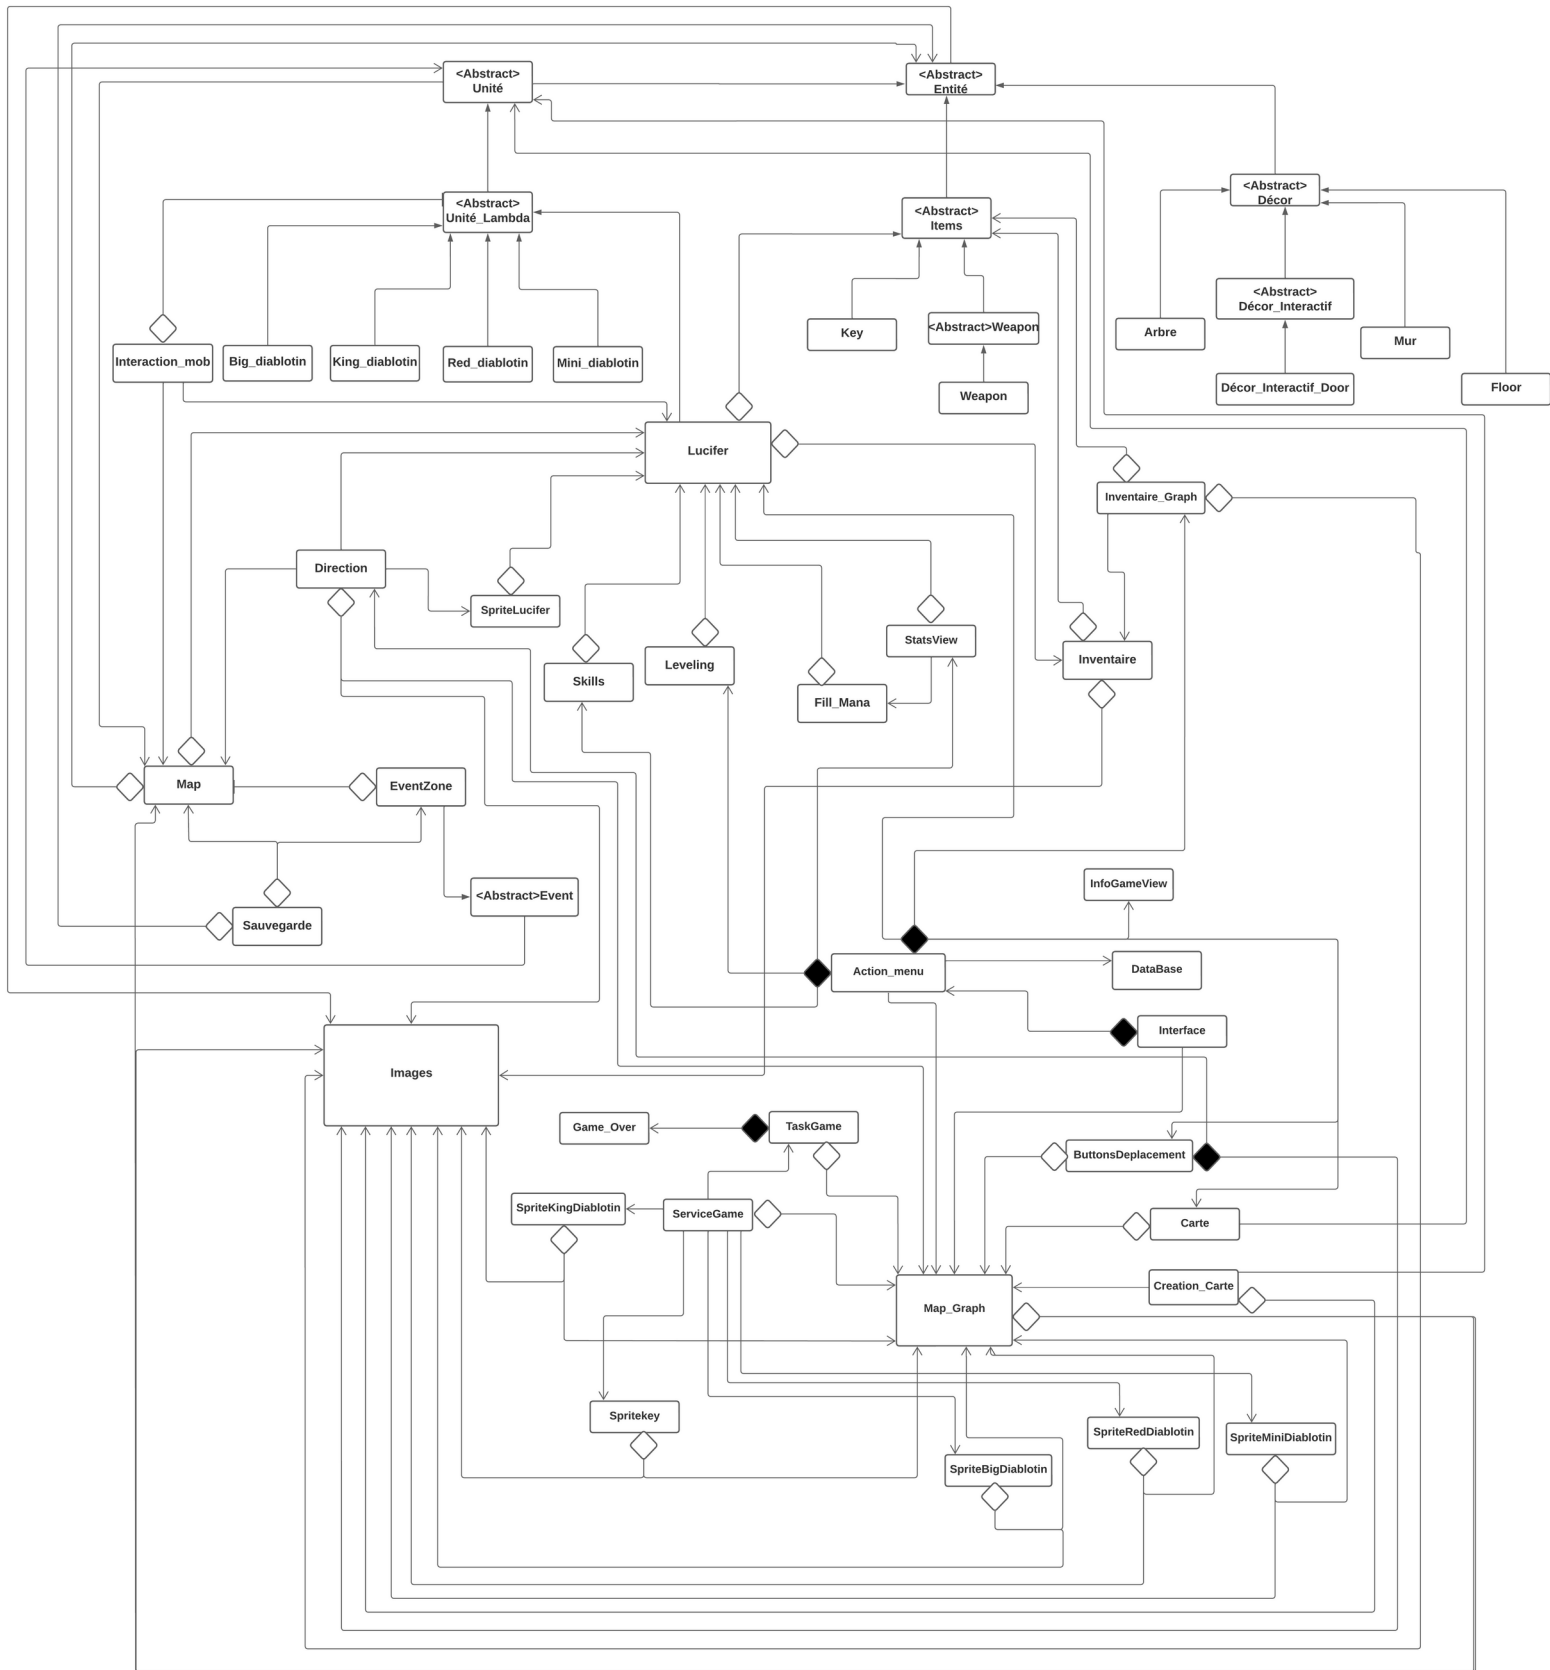 <Abstract>
Unité
<Abstract>
Entité
<Abstract>
Décor
<Abstract>
Unité_Lambda
<Abstract>
Items
<Abstract>
Décor_Interactif
<Abstract>Weapon
Key
Arbre
Mur
Interaction_mob
Big_diablotin
King_diablotin
Red_diablotin
Mini_diablotin
Weapon
Décor_Interactif_Door
Floor
Lucifer
Inventaire_Graph
Direction
SpriteLucifer
StatsView
Inventaire
Leveling
Skills
Fill_Mana
Map
EventZone
InfoGameView
<Abstract>Event
Sauvegarde
Action_menu
DataBase
Interface
Images
Game_Over
TaskGame
ButtonsDeplacement
SpriteKingDiablotin
ServiceGame
Carte
Creation_Carte
Map_Graph
Spritekey
SpriteRedDiablotin
SpriteMiniDiablotin
SpriteBigDiablotin